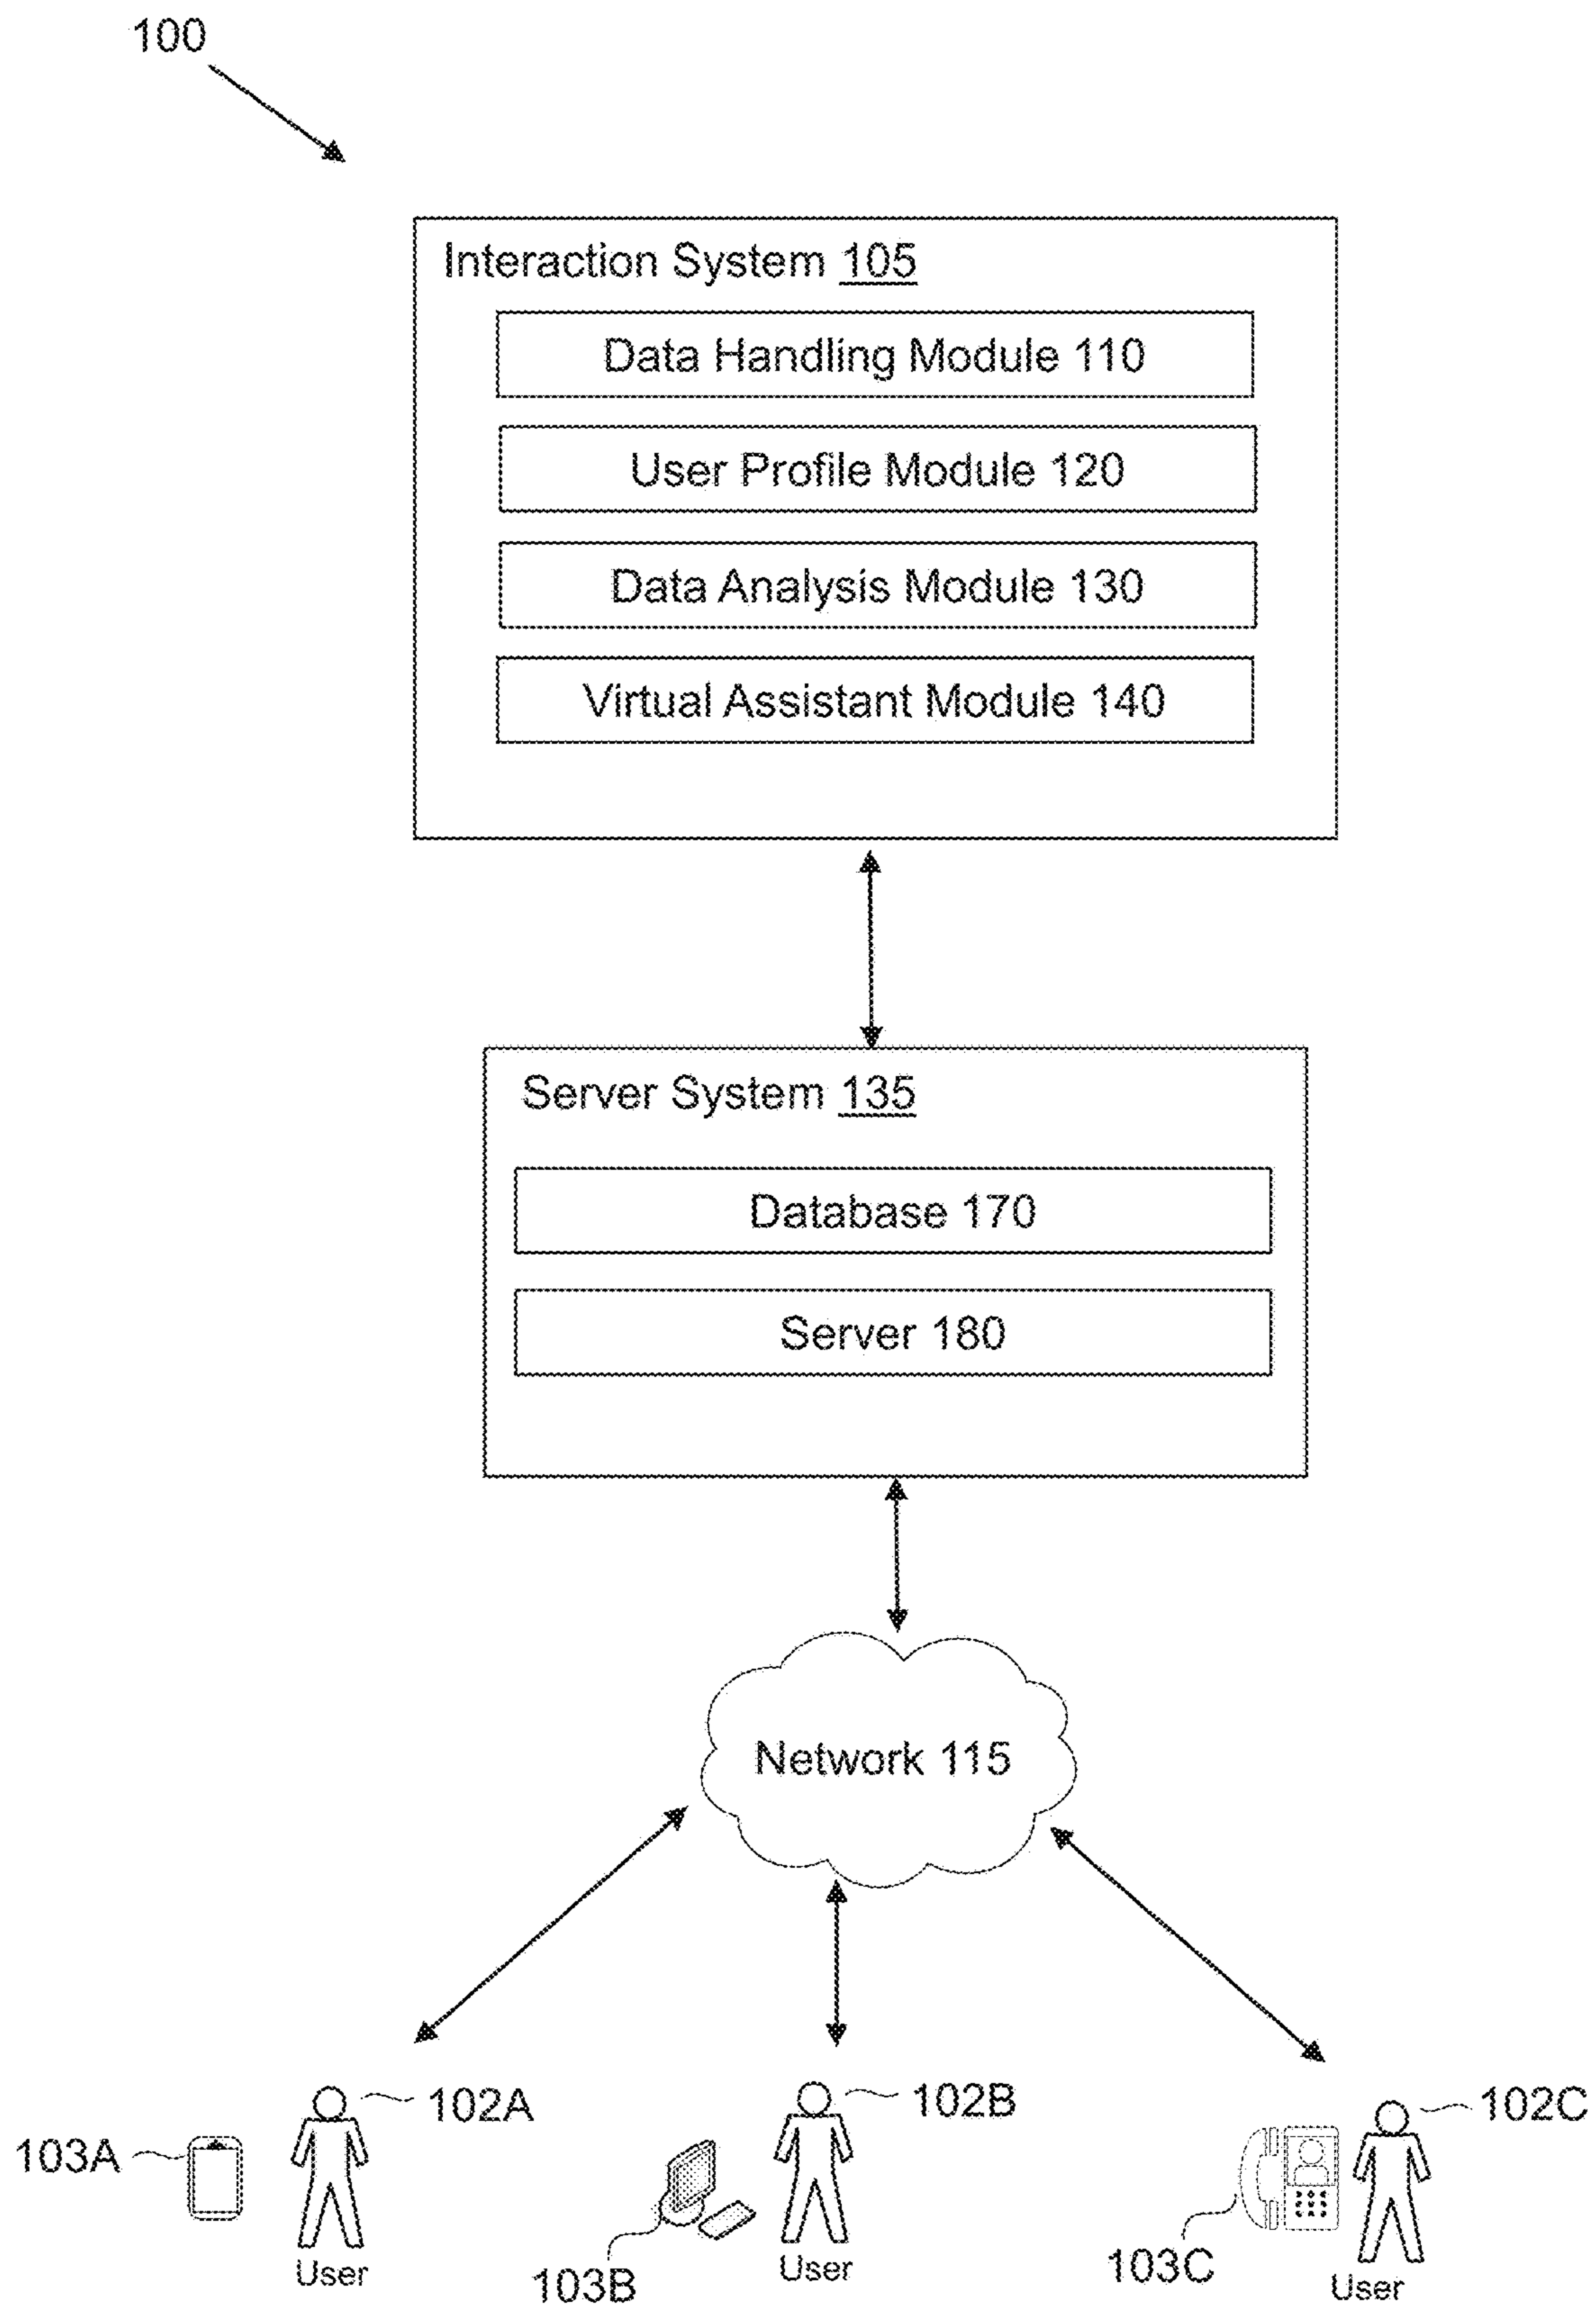 100
Interaction System 105
Data Handling Module 110
User Profile Module 120
Data Analysis Module 130
Virtual Assistant Module 140
Server System 135
Database 170
Server 180
Network 115
102A
102B
102C
103A
103B
103C
User
User
User